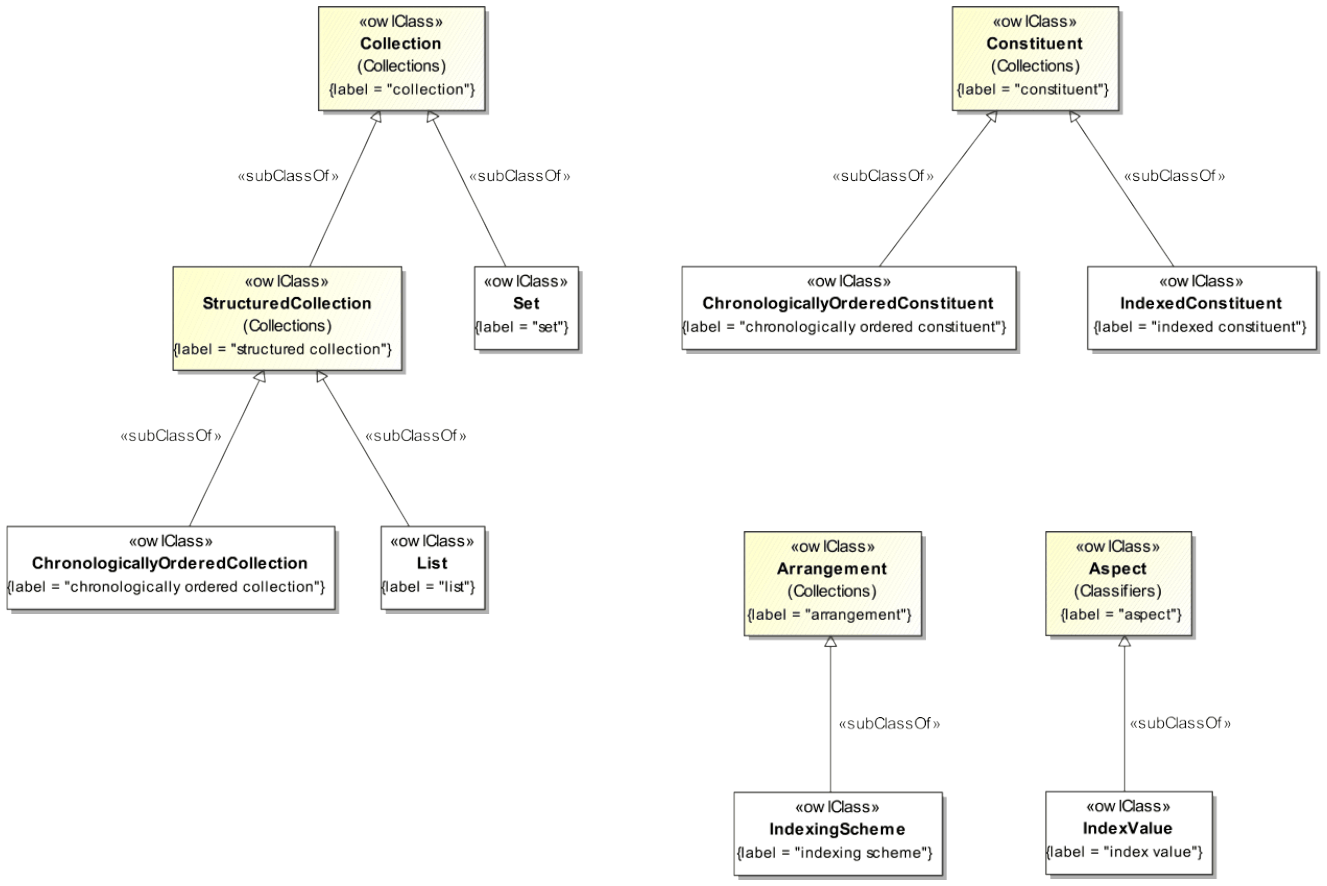 «owlClass»
Collection
(Collections)
{label = "collection"}
«owlClass»
Constituent
(Collections)
{label = "constituent"}
«subClassOf»
«subClassOf»
«subClassOf»
«subClassOf»
«owlClass»
StructuredCollection
(Collections)
{label = "structured collection"}
«owlClass»
Set
{label = "set"}
«owlClass»
ChronologicallyOrderedConstituent
{label = "chronologically ordered constituent"}
«owlClass»
IndexedConstituent
{label = "indexed constituent"}
«subClassOf»
«subClassOf»
«owlClass»
ChronologicallyOrderedCollection
{label = "chronologically ordered collection"}
«owlClass»
List
{label = "list"}
«owlClass»
Arrangement
(Collections)
{label = "arrangement"}
«owlClass»
Aspect
(Classifiers)
{label = "aspect"}
«subClassOf»
«subClassOf»
«owlClass»
IndexingScheme
{label = "indexing scheme"}
«owlClass»
IndexValue
{label = "index value"}